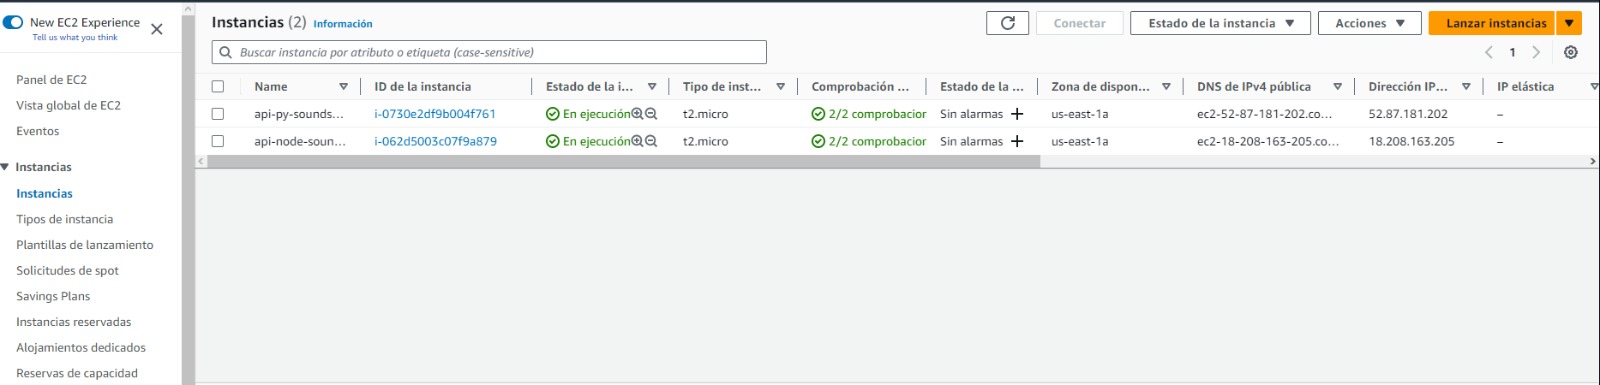 New EC2 Experience
Tell us what you think
Panel de EC2
Vista global de EC2
Eventos
Instancias
Instancias
Tipos de instancia
Plantillas de lanzamiento
Solicitudes de spot
Savings Plans
Instancias reservadas
Alojamientos dedicados
Reservas de capacidad
Instancias (2) Información
Conectar Estado de la instancia Acciones Lanzar instancias
Buscar instancia por atributo o etiqueta (case-sensitive)
1
Name ID de la instancia Estado de la i... Tipo de inst... Comprobación ... Estado de la ... Zona de dispon... DNS de IPv4 pública Dirección IP... IP elástica
api-py-sounds... i-0730e2df9b004f761 En ejecución t2.micro 2/2 comprobacior Sin alarmas + us-east-1a ec2-52-87-181-202.co... 52.87.181.202 –
api-node-soun... i-062d5003c07f9a879 En ejecución t2.micro 2/2 comprobacior Sin alarmas + us-east-1a ec2-18-208-163-205.co... 18.208.163.205 –